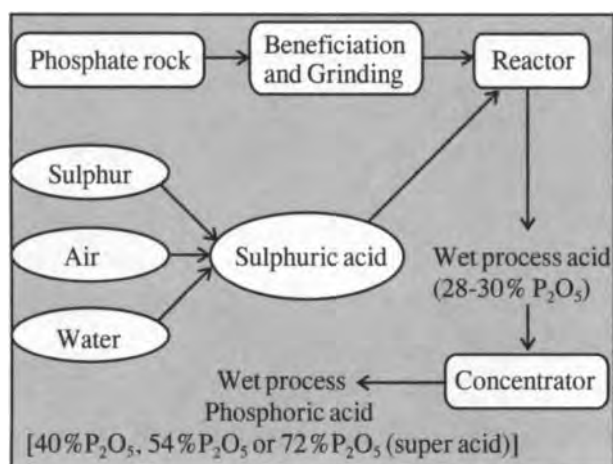 Phosphate rock
Beneficiation
and Grinding
Reactor
Sulphur
Air
Water
Sulphuric acid
Wet process acid
(28-30% P₂O₅)
Concentrator
Wet process
Phosphoric acid
[40%P₂O₅, 54%P₂O₅ or 72%P₂O₅ (super acid)]